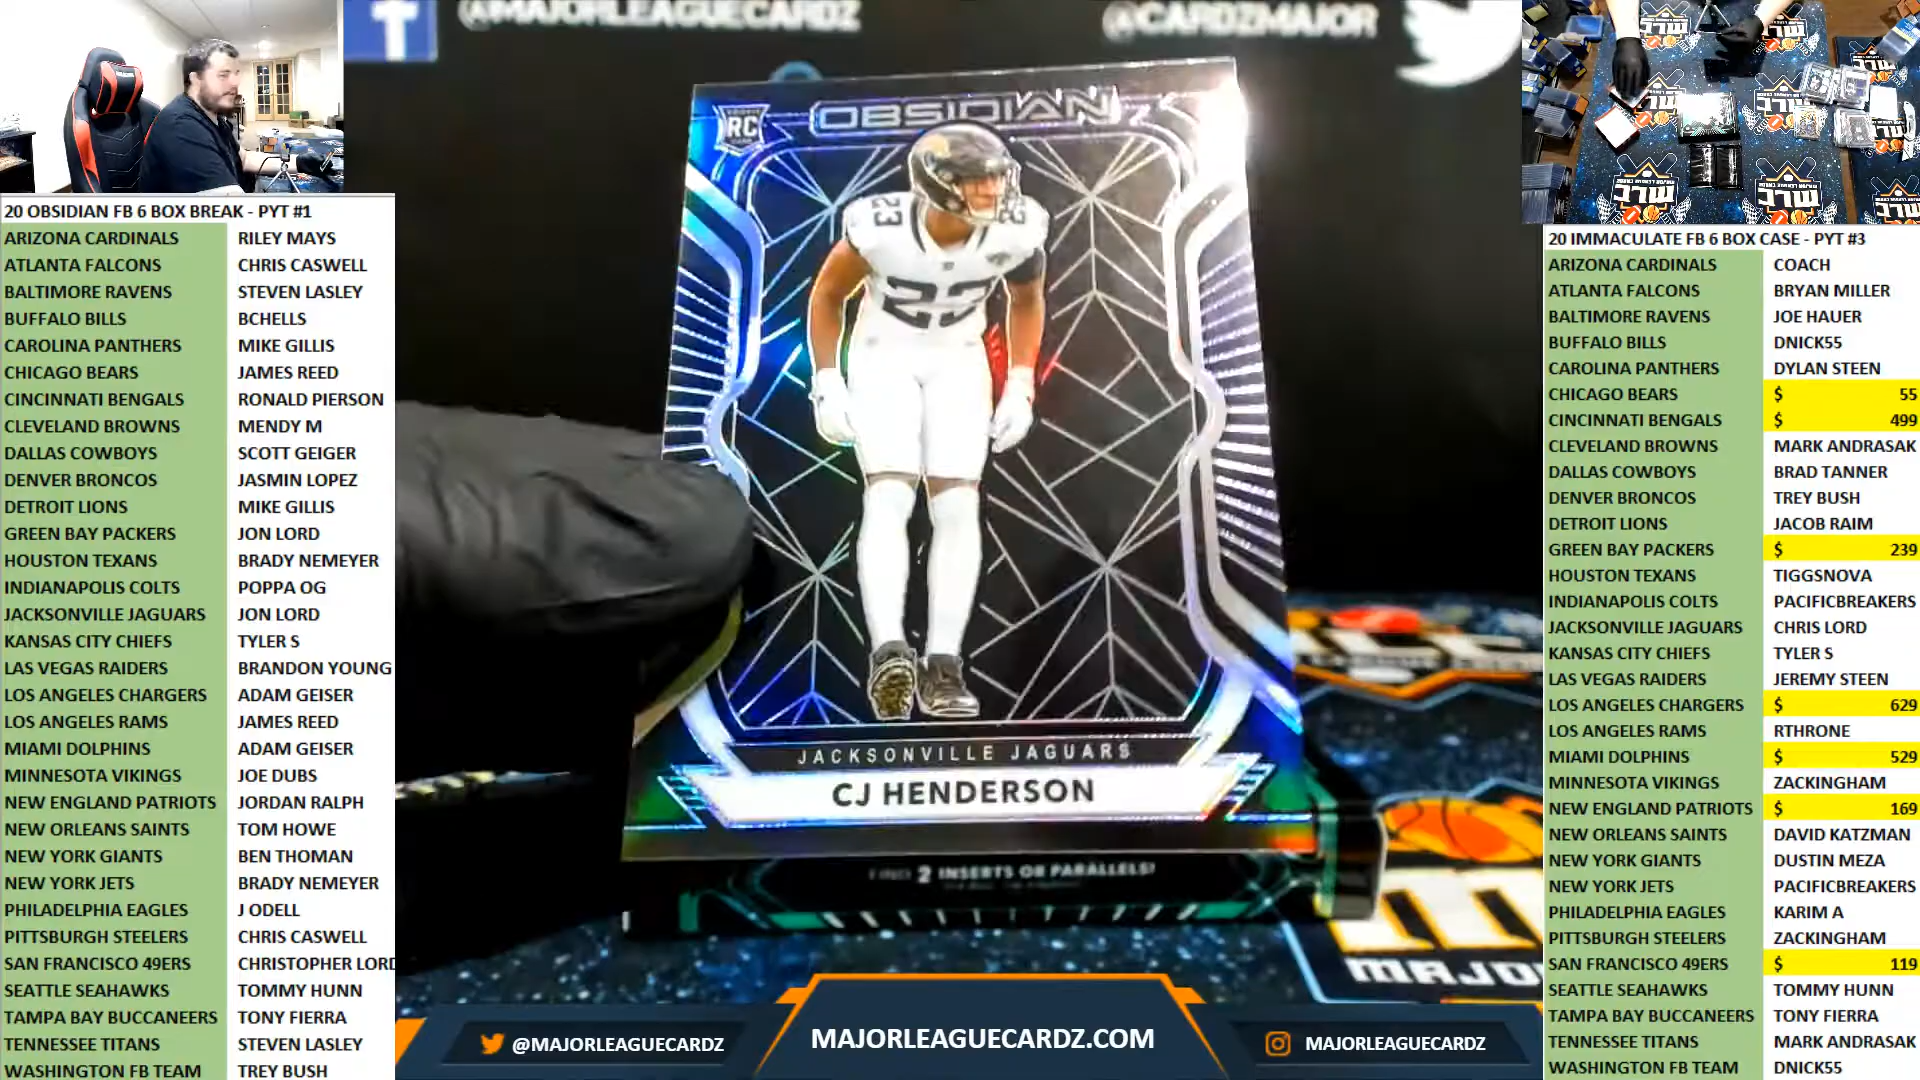 @MAJORLEAGUECARDZ
@CARDZMAJOR
20 OBSIDIAN FB 6 BOX BREAK - PYT #1
ARIZONA CARDINALS RILEY MAYS
ATLANTA FALCONS CHRIS CASWELL
BALTIMORE RAVENS STEVEN LASLEY
BUFFALO BILLS BCHELLS
CAROLINA PANTHERS MIKE GILLIS
CHICAGO BEARS JAMES REED
CINCINNATI BENGALS RONALD PIERSON
CLEVELAND BROWNS MENDY M
DALLAS COWBOYS SCOTT GEIGER
DENVER BRONCOS JASMIN LOPEZ
DETROIT LIONS MIKE GILLIS
GREEN BAY PACKERS JON LORD
HOUSTON TEXANS BRADY NEMEYER
INDIANAPOLIS COLTS POPPA OG
JACKSONVILLE JAGUARS JON LORD
KANSAS CITY CHIEFS TYLER S
LAS VEGAS RAIDERS BRANDON YOUNG
LOS ANGELES CHARGERS ADAM GEISER
LOS ANGELES RAMS JAMES REED
MIAMI DOLPHINS ADAM GEISER
MINNESOTA VIKINGS JOE DUBS
NEW ENGLAND PATRIOTS JORDAN RALPH
NEW ORLEANS SAINTS TOM HOWE
NEW YORK GIANTS BEN THOMAN
NEW YORK JETS BRADY NEMEYER
PHILADELPHIA EAGLES J ODELL
PITTSBURGH STEELERS CHRIS CASWELL
SAN FRANCISCO 49ERS CHRISTOPHER LORD
SEATTLE SEAHAWKS TOMMY HUNN
TAMPA BAY BUCCANEERS TONY FIERRA
TENNESSEE TITANS STEVEN LASLEY
WASHINGTON FB TEAM TREY BUSH
RC
OBSIDIAN
23
23
JACKSONVILLE JAGUARS
CJ HENDERSON
FIND 2 INSERTS OR PARALLELS!
@MAJORLEAGUECARDZ
MAJORLEAGUECARDZ.COM
MAJORLEAGUECARDZ
20 IMMACULATE FB 6 BOX CASE - PYT #3
ARIZONA CARDINALS COACH
ATLANTA FALCONS BRYAN MILLER
BALTIMORE RAVENS JOE HAUER
BUFFALO BILLS DNICK55
CAROLINA PANTHERS DYLAN STEEN
CHICAGO BEARS $ 55
CINCINNATI BENGALS $ 499
CLEVELAND BROWNS MARK ANDRASAK
DALLAS COWBOYS BRAD TANNER
DENVER BRONCOS TREY BUSH
DETROIT LIONS JACOB RAIM
GREEN BAY PACKERS $ 239
HOUSTON TEXANS TIGGSNOVA
INDIANAPOLIS COLTS PACIFICBREAKERS
JACKSONVILLE JAGUARS CHRIS LORD
KANSAS CITY CHIEFS TYLER S
LAS VEGAS RAIDERS JEREMY STEEN
LOS ANGELES CHARGERS $ 629
LOS ANGELES RAMS RTHRONE
MIAMI DOLPHINS $ 529
MINNESOTA VIKINGS ZACKINGHAM
NEW ENGLAND PATRIOTS $ 169
NEW ORLEANS SAINTS DAVID KATZMAN
NEW YORK GIANTS DUSTIN MEZA
NEW YORK JETS PACIFICBREAKERS
PHILADELPHIA EAGLES KARIM A
PITTSBURGH STEELERS ZACKINGHAM
SAN FRANCISCO 49ERS $ 119
SEATTLE SEAHAWKS TOMMY HUNN
TAMPA BAY BUCCANEERS TONY FIERRA
TENNESSEE TITANS MARK ANDRASAK
WASHINGTON FB TEAM DNICK55